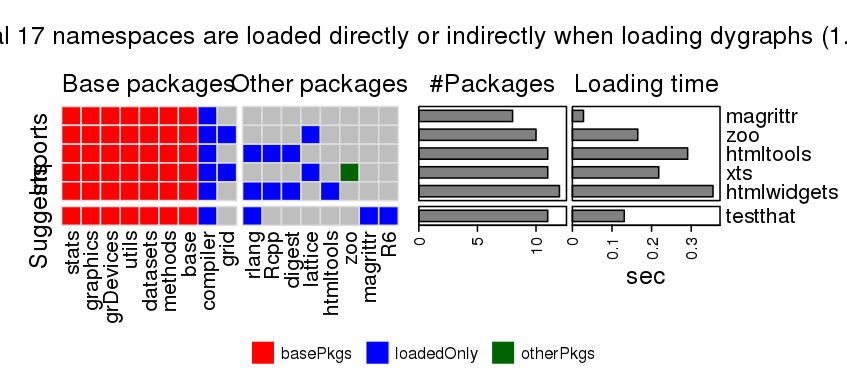 al 17 namespaces are loaded directly or indirectly when loading dygraphs (1.
Base packages
Other packages
#Packages
Loading time
magrittr
zoo
htmltools
xts
htmlwidgets
testthat
Suggests
stats
graphics
grDevices
utils
datasets
methods
base
compiler
grid
rlang
Rcpp
digest
lattice
htmltools
zoo
magrittr
R6
0
5
10
0
0.1
0.2
0.3
sec
basePkgs
loadedOnly
otherPkgs